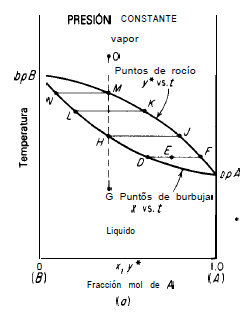 PRESIÓN CONSTANTE
vapor
O
Puntos de rocío
y* vs. t
bpB
M
N
K
L
H
J
D
E
F
bpA
G
Puntos de burbuja
x vs. t
Líquido
Temperatura
0
x, y*
1.0
(B)
(A)
Fracción mol de A
(a)